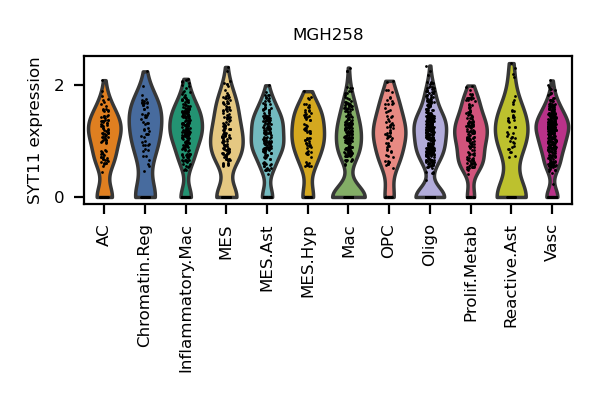 MGH258
SYT11 expression
2
0
AC
Chromatin.Reg
Inflammatory.Mac
MES
MES.Ast
MES.Hyp
Mac
OPC
Oligo
Prolif.Metab
Reactive.Ast
Vasc